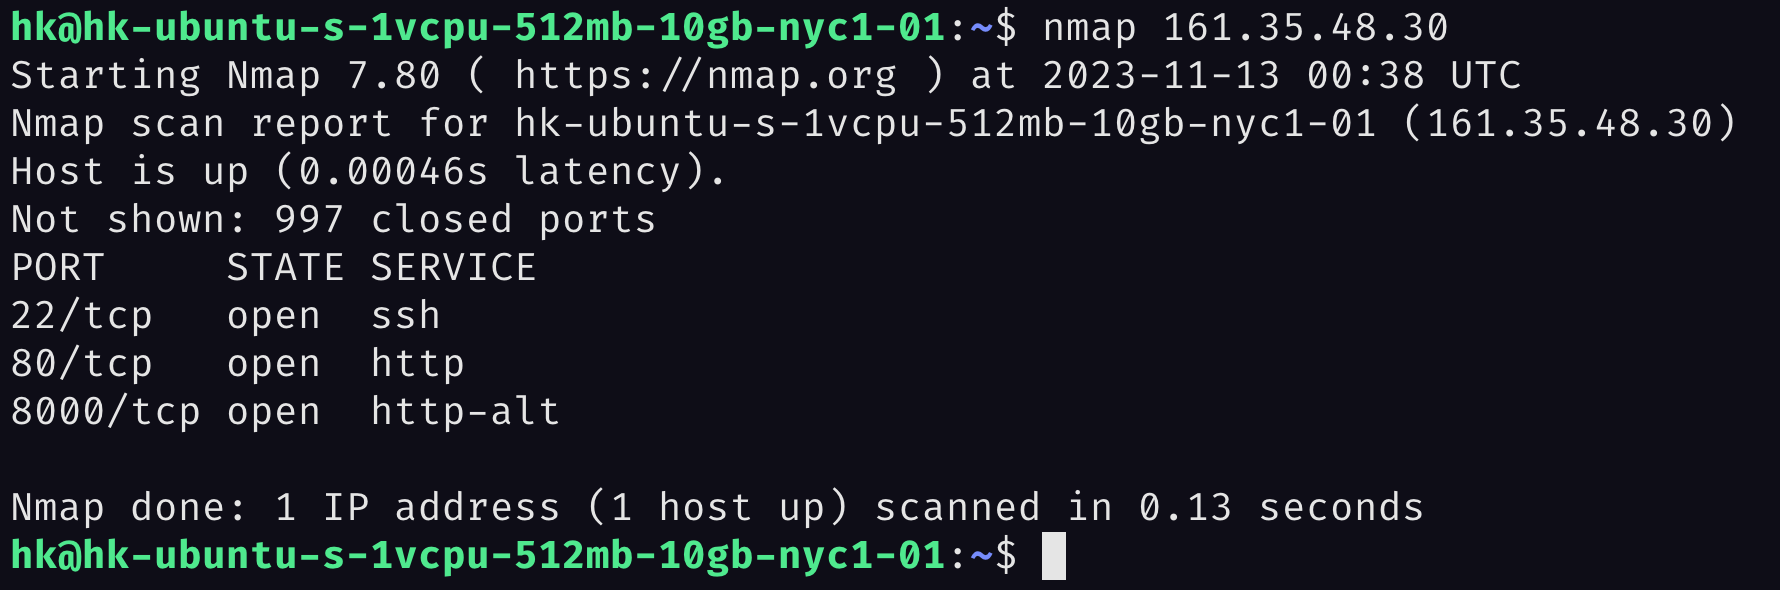 hk@hk-ubuntu-s-1vcpu-512mb-10gb-nyc1-01:~$ nmap 161.35.48.30
Starting Nmap 7.80 ( https://nmap.org ) at 2023-11-13 00:38 UTC
Nmap scan report for hk-ubuntu-s-1vcpu-512mb-10gb-nyc1-01 (161.35.48.30)
Host is up (0.00046s latency).
Not shown: 997 closed ports
PORT     STATE SERVICE
22/tcp   open  ssh
80/tcp   open  http
8000/tcp open  http-alt
Nmap done: 1 IP address (1 host up) scanned in 0.13 seconds
hk@hk-ubuntu-s-1vcpu-512mb-10gb-nyc1-01:~$